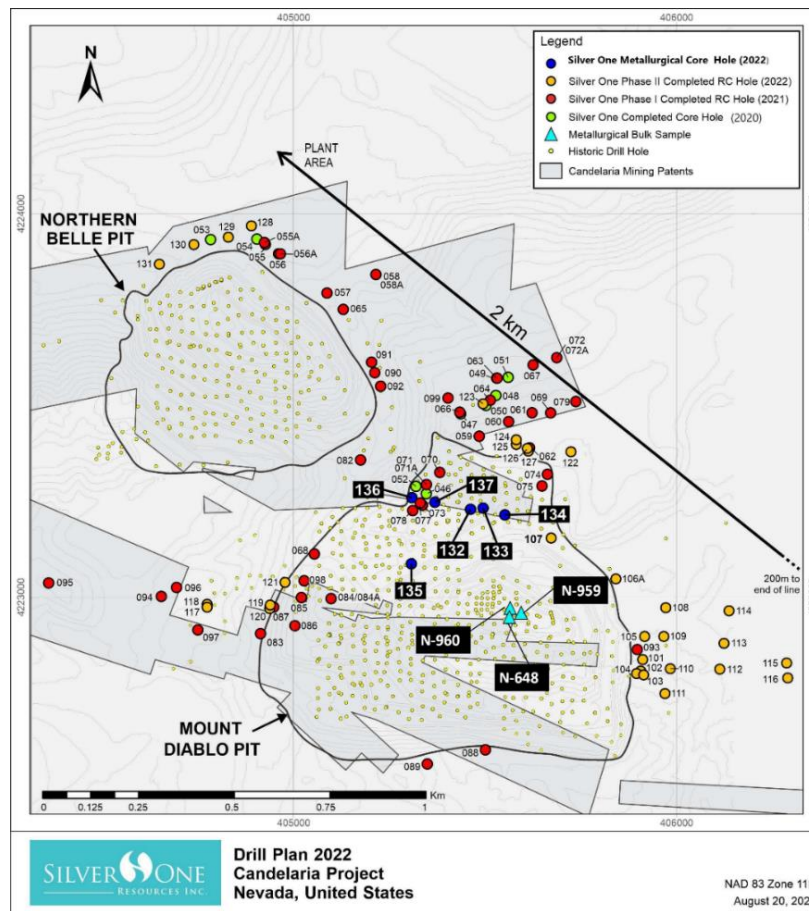 405000
406000
Legend
Silver One Metallurgical Core Hole (2022)
Silver One Phase II Completed RC Hole (2022)
Silver One Phase I Completed RC Hole (2021)
Silver One Completed Core Hole (2020)
Metallurgical Bulk Sample
Historic Drill Hole
Candelaria Mining Patents
N
PLANT
AREA
4224000
NORTHERN
BELLE PIT
128
129
053
130
131
054
055A
055
056
056A
058
058A
057
065
2 km
072
072A
063
051
049
067
091
090
092
064
048
123
099
050
061
069
079
066
047
060
059
124
125
126
127
062
122
082
071
071A
070
052
046
074
075
136
137
078
077
073
134
132
133
107
135
068
200m to
end of line
4223000
095
096
094
118
117
097
121
098
119
120
087
085
084/084A
086
083
106A
N-959
N-960
N-648
108
114
105
109
093
113
101
102
104
103
110
112
115
116
111
MOUNT
DIABLO PIT
088
089
Km
0
0.125
0.25
0.5
0.75
1
405000
406000
SILVER ONE
RESOURCES INC.
Drill Plan 2022
Candelaria Project
Nevada, United States
NAD 83 Zone 11
August 20, 202